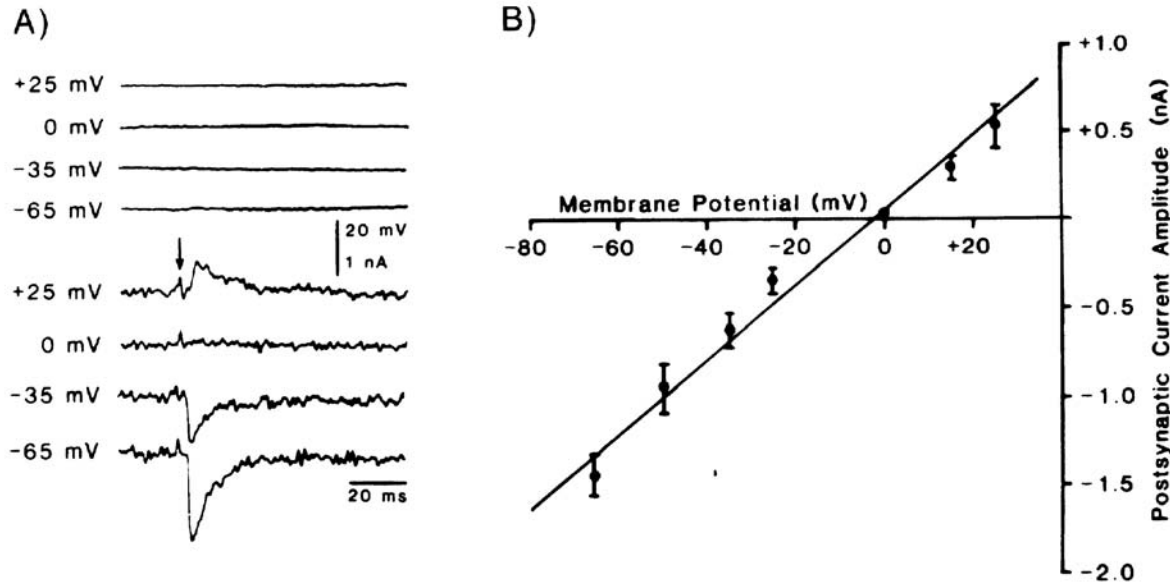 A)
+25 mV
0 mV
-35 mV
-65 mV
20 mV
1 nA
+25 mV
0 mV
-35 mV
-65 mV
20 ms
B)
+1.0
+0.5
-0.5
-1.0
-1.5
-2.0
Postsynaptic Current Amplitude (nA)
Membrane Potential (mV)
-80 -60 -40 -20 0 +20